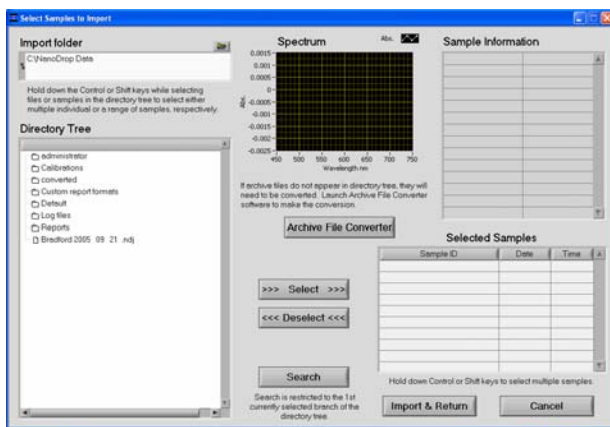 Select Samples to Import
Import folder
C:\NanoDrop Data
Hold down the Control or Shift keys while selecting
files or samples in the directory tree to select either
multiple individual or a range of samples, respectively.
Directory Tree
administrator
Calibrations
converted
Custom report formats
Default
Log files
Reports
Bradford 2005 09 21 .ndj
Spectrum
Abs.
0.0015
0.001
0.0005
0
-0.0005
-0.001
-0.0015
-0.002
-0.0025
Abs.
450 500 550 600 650 700 750
Wavelength nm
If archive files do not appear in directory tree, they will
need to be converted. Launch Archive File Converter
software to make the conversion.
Archive File Converter
>>> Select >>>
<<< Deselect <<<
Search
Search is restricted to the 1st
currently selected branch of the
directory tree.
Sample Information
Selected Samples
Sample ID Date Time
Hold down Control or Shift keys to select multiple samples.
Import & Return Cancel